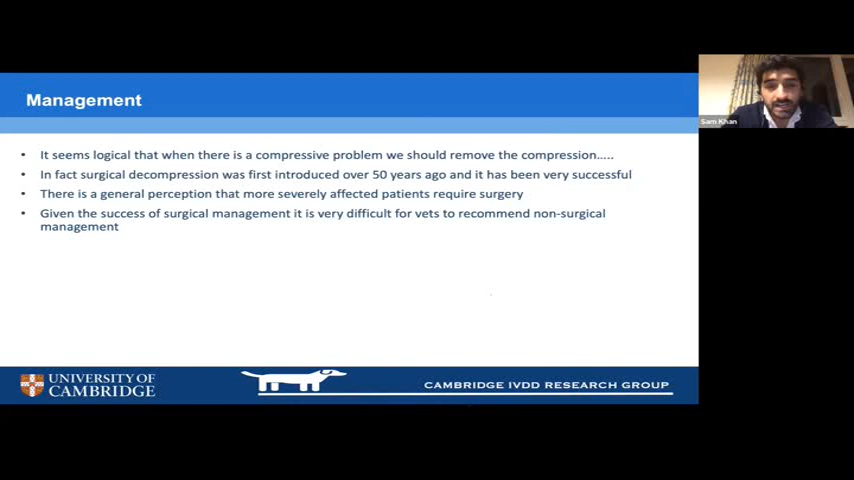 Management
Sam Khan
• It seems logical that when there is a compressive problem we should remove the compression.....
• In fact surgical decompression was first introduced over 50 years ago and it has been very successful
• There is a general perception that more severely affected patients require surgery
• Given the success of surgical management it is very difficult for vets to recommend non-surgical
management
UNIVERSITY OF
CAMBRIDGE
CAMBRIDGE IVDD RESEARCH GROUP